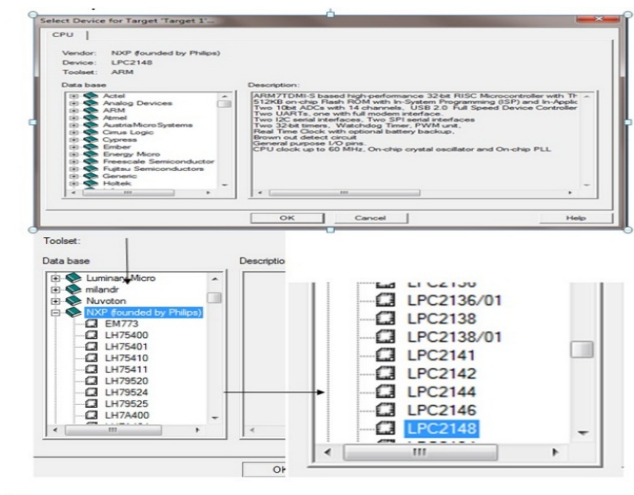 Select Device for Target 'Target 1'...
CPU
Vendor: NXP (founded by Philips)
Device: LPC2148
Toolset: ARM
Data base
Description:
Actel
Analog Devices
ARM
Atmel
AustriaMicroSystems
Cirrus Logic
Cypress
Ember
Energy Micro
Freescale Semiconductor
Fujitsu Semiconductors
Generic
Holtek
ARM7TDMI-S based high-performance 32-bit RISC Microcontroller with Th
512KB on-chip Flash ROM with In-System Programming (ISP) and In-Applic
Two 10bit ADCs with 14 channels, USB 2.0 Full Speed Device Controller
Two UARTs, one with full modem interface.
Two I2C serial interfaces, Two SPI serial interfaces
Two 32-bit timers, Watchdog Timer, PWM unit,
Real Time Clock with optional battery backup,
Brown out detect circuit
General purpose I/O pins.
CPU clock up to 60 MHz, On-chip crystal oscillator and On-chip PLL
OK
Cancel
Help
Toolset:
Data base
Descriptio
Luminary Micro
milandr
Nuvoton
NXP (founded by Philips)
EM773
LH75400
LH75401
LH75410
LH75411
LH79520
LH79524
LH79525
LH7A400
LPC2136/01
LPC2138
LPC2138/01
LPC2141
LPC2142
LPC2144
LPC2146
LPC2148